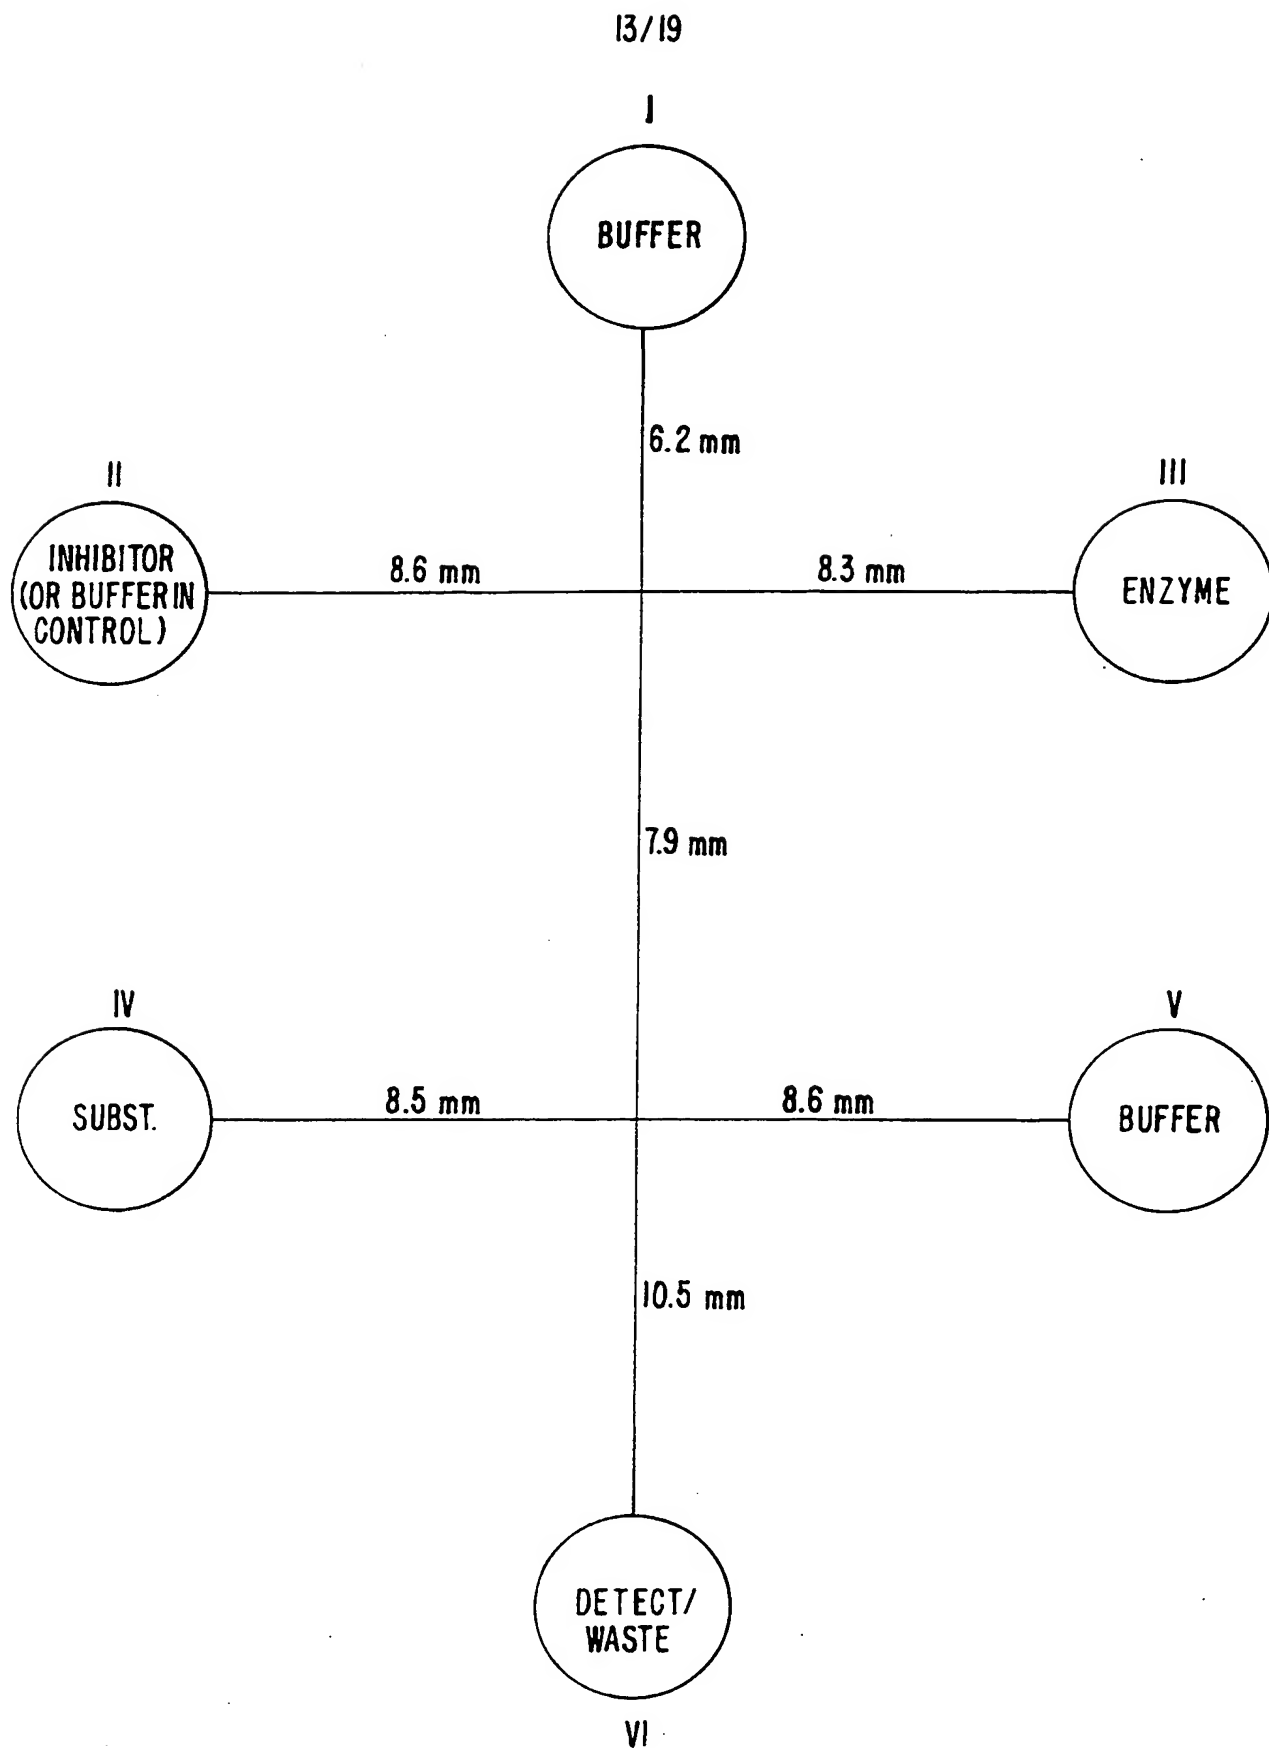 13/19
I
BUFFER
6.2 mm
II
III
INHIBITOR
(OR BUFFER IN
CONTROL)
8.6 mm
8.3 mm
ENZYME
7.9 mm
IV
V
SUBST.
8.5 mm
8.6 mm
BUFFER
10.5 mm
DETECT/
WASTE
VI